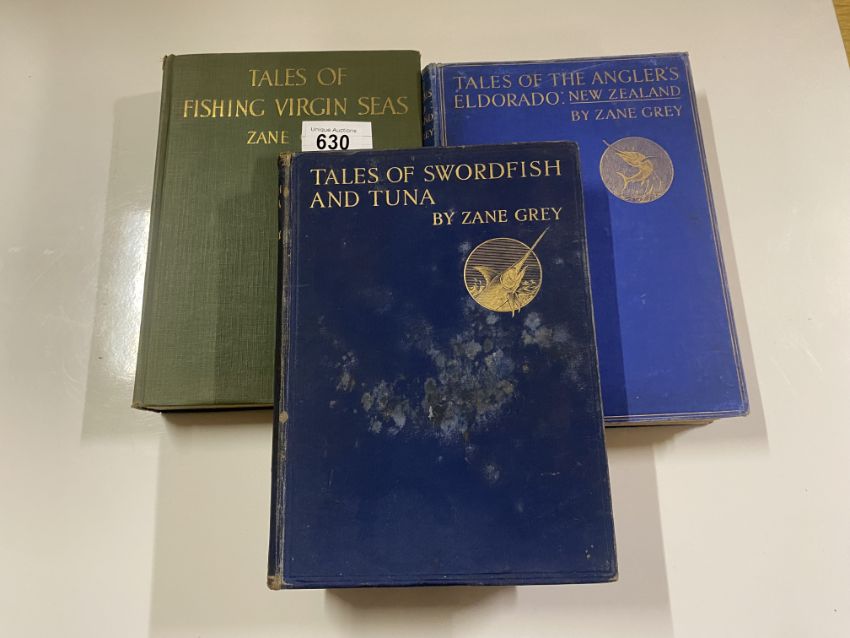 TALES OF
FISHING VIRGIN SEAS
ZANE
Unique Auctions
630
TALES OF THE ANGLER'S
ELDORADO: NEW ZEALAND
BY ZANE GREY
TALES OF SWORDFISH
AND TUNA
BY ZANE GREY